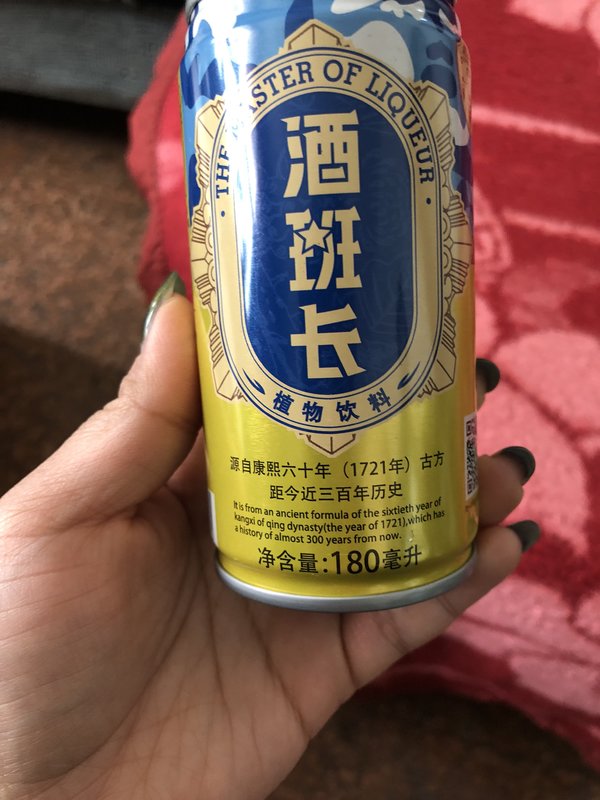 THE MASTER OF LIQUEUR
酒班长
植物饮料
源自康熙六十年（1721年）古方
距今近三百年历史
It is from an ancient formula of the sixtieth year of
kangxi of qing dynasty(the year of 1721),which has
a history of almost 300 years from now.
净含量:180毫升